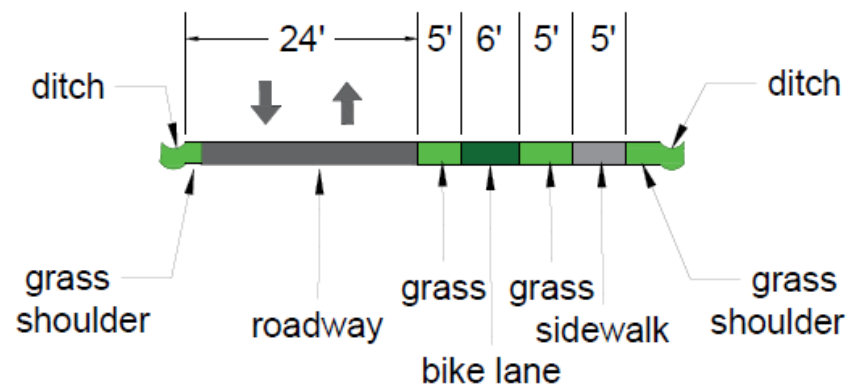 24' 5' 6' 5' 5'
ditch
ditch
grass
shoulder
roadway
grass
bike lane
grass
sidewalk
grass
shoulder